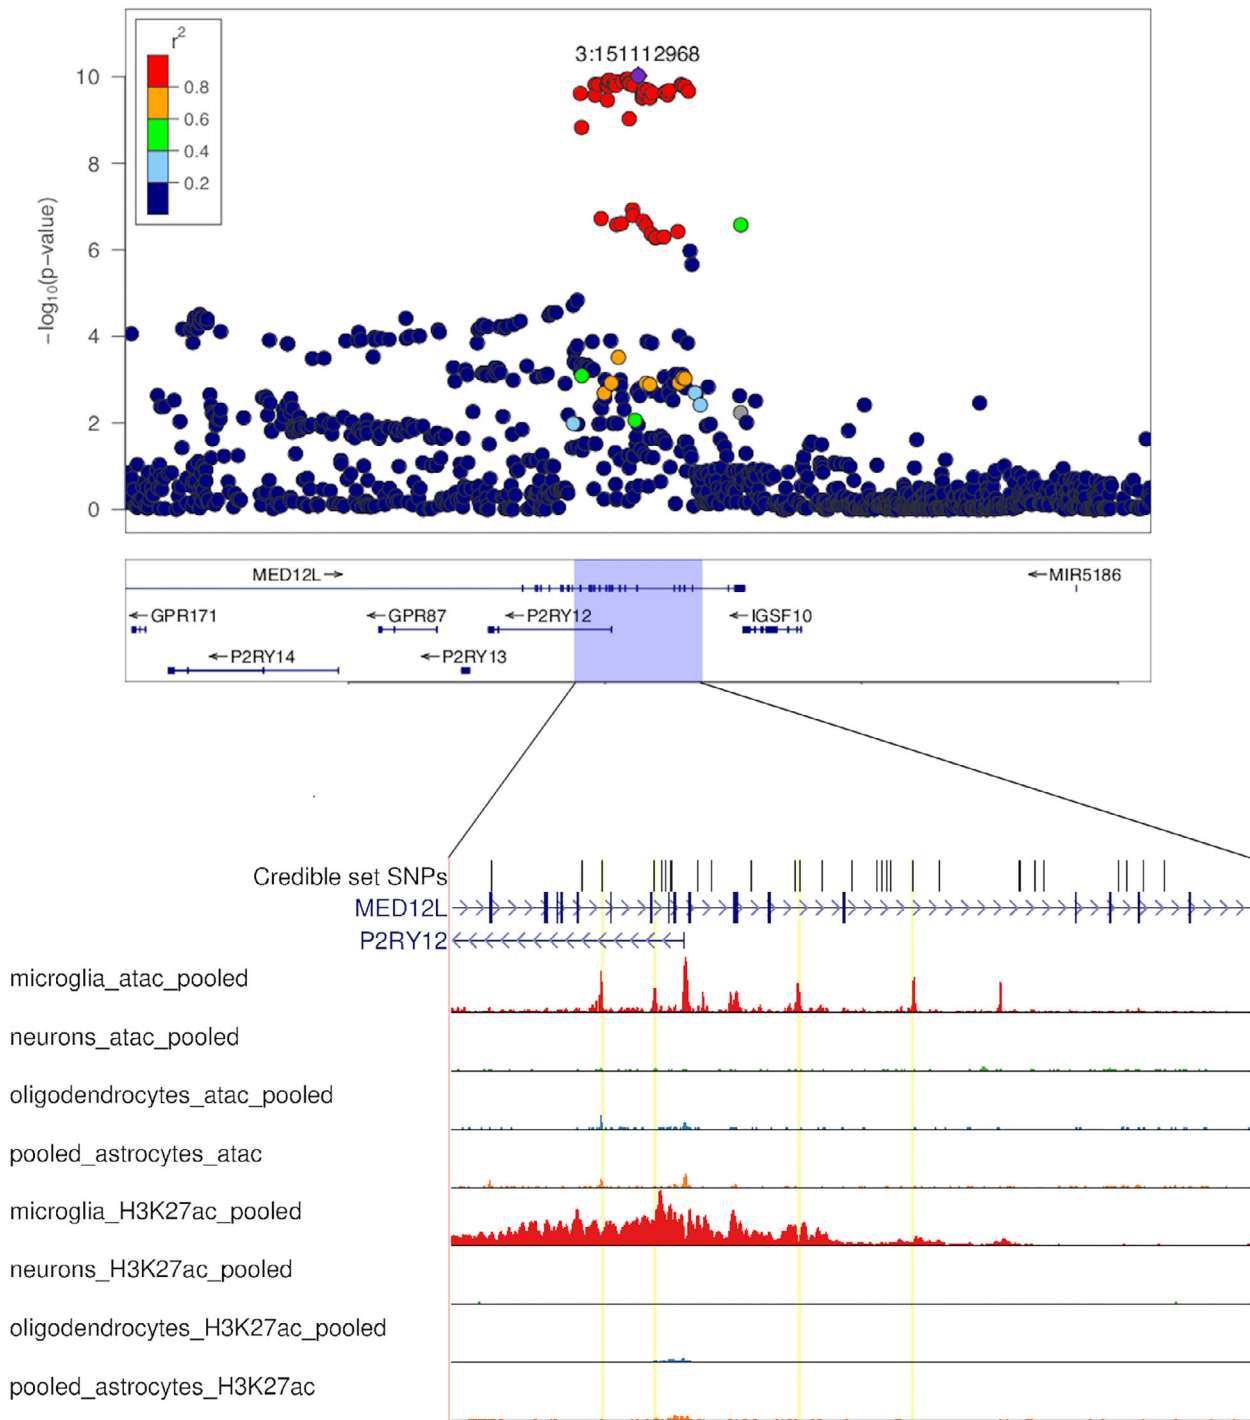 3:151112968
r2
0.8
0.6
0.4
0.2
10
8
6
4
2
0
−log10(p−value)
MED12L→ ←MIR5186
←GPR171 ←GPR87 ←P2RY12 ←IGSF10
←P2RY14 ←P2RY13
Credible set SNPs
MED12L
P2RY12
microglia_atac_pooled
neurons_atac_pooled
oligodendrocytes_atac_pooled
pooled_astrocytes_atac
microglia_H3K27ac_pooled
neurons_H3K27ac_pooled
oligodendrocytes_H3K27ac_pooled
pooled_astrocytes_H3K27ac